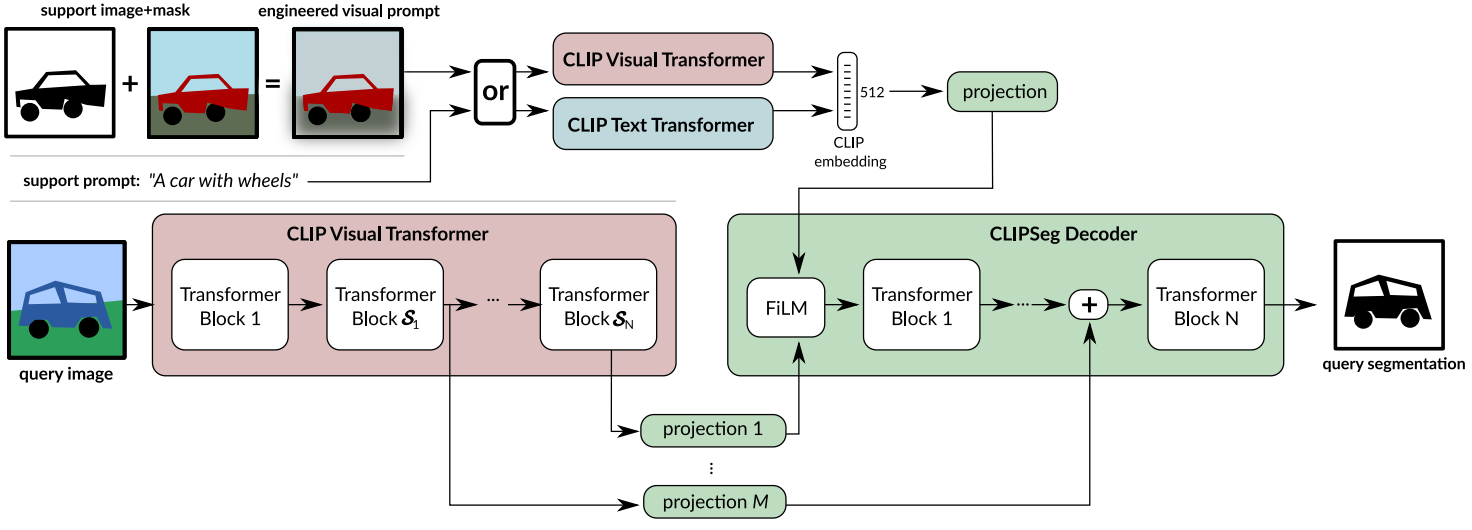 support image+mask
engineered visual prompt
+
=
or
CLIP Visual Transformer
CLIP Text Transformer
512
CLIP
embedding
projection
support prompt: "A car with wheels"
CLIP Visual Transformer
Transformer
Block 1
Transformer
Block S₁
...
Transformer
Block S_N
query image
CLIPSeg Decoder
FiLM
Transformer
Block 1
...
+
Transformer
Block N
query segmentation
projection 1
...
projection M